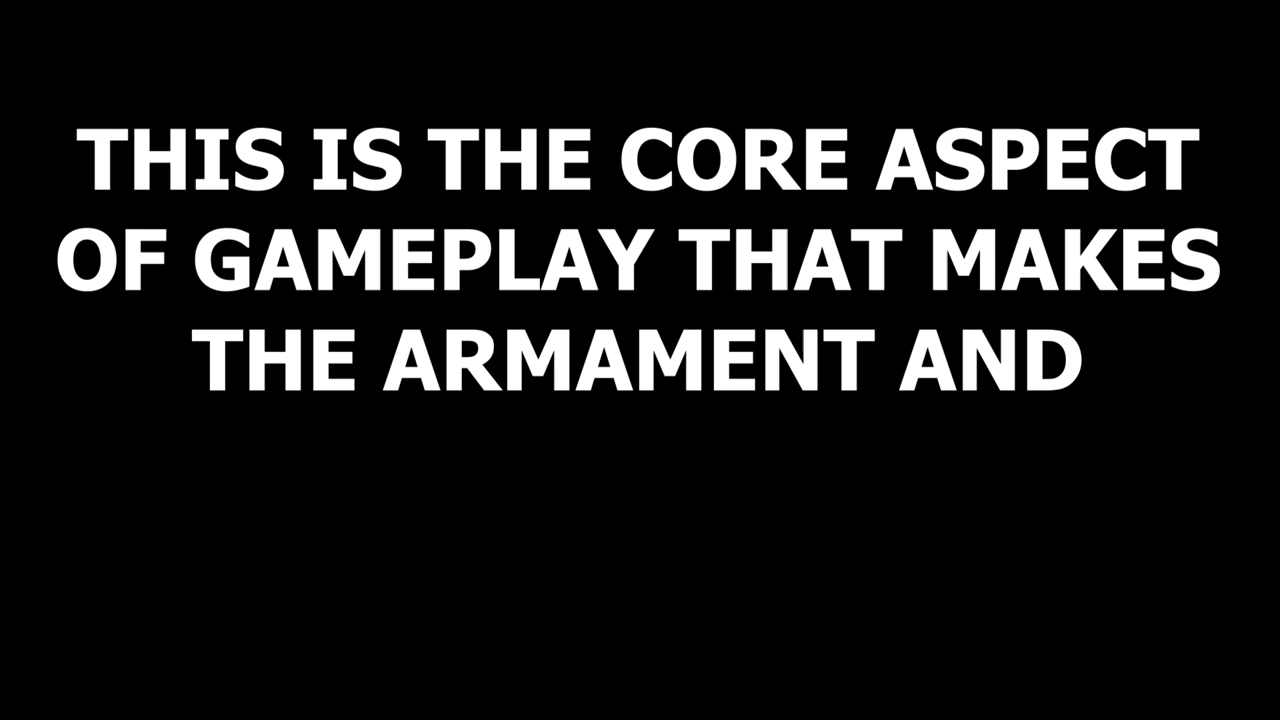 THIS IS THE CORE ASPECT
OF GAMEPLAY THAT MAKES
THE ARMAMENT AND